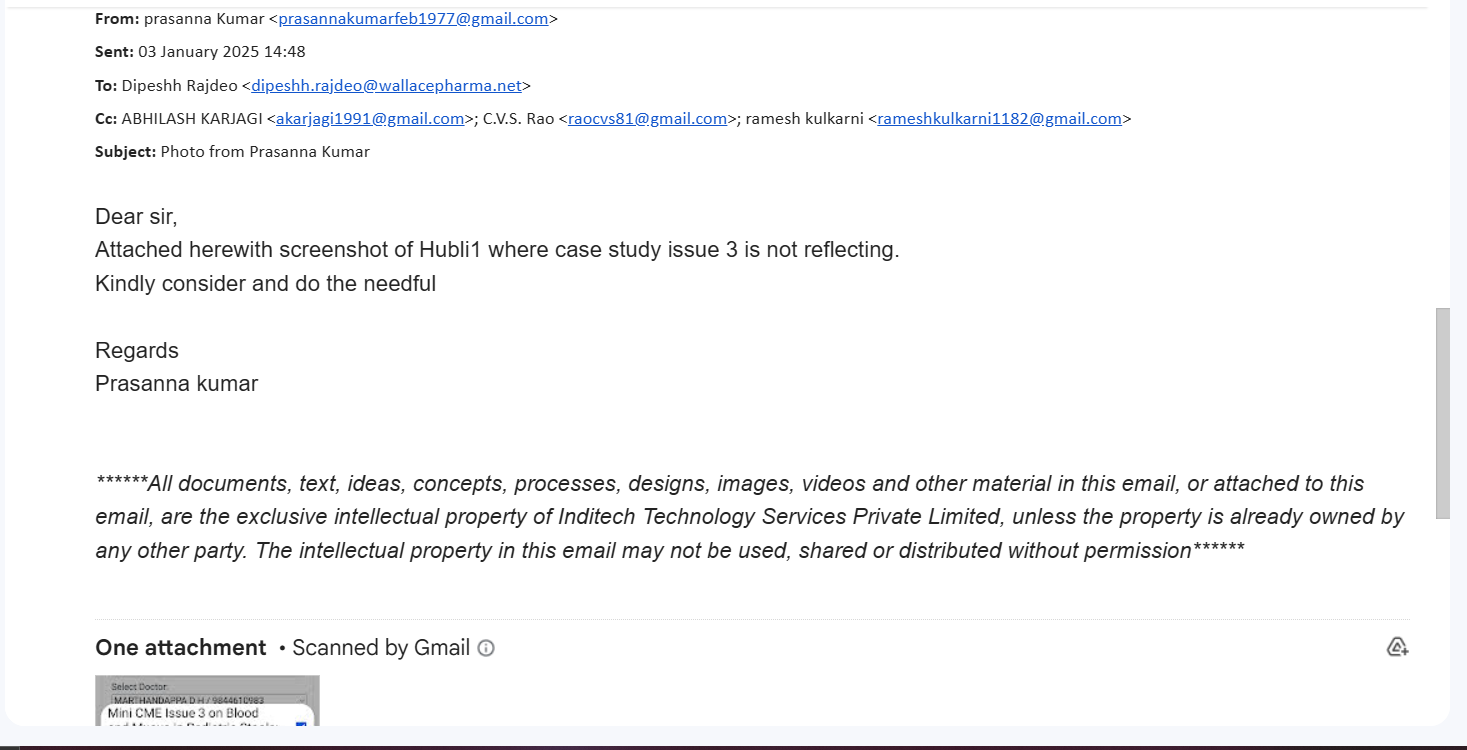 From: prasanna Kumar <prasannakumarfeb1977@gmail.com>
Sent: 03 January 2025 14:48
To: Dipeshh Rajdeo <dipeshh.rajdeo@wallacepharma.net>
Cc: ABHILASH KARJAGI <akarjagi1991@gmail.com>; C.V.S. Rao <raocvs81@gmail.com>; ramesh kulkarni <rameshkulkarni1182@gmail.com>
Subject: Photo from Prasanna Kumar
Dear sir,
Attached herewith screenshot of Hubli1 where case study issue 3 is not reflecting.
Kindly consider and do the needful
Regards
Prasanna kumar
******All documents, text, ideas, concepts, processes, designs, images, videos and other material in this email, or attached to this
email, are the exclusive intellectual property of Inditech Technology Services Private Limited, unless the property is already owned by
any other party. The intellectual property in this email may not be used, shared or distributed without permission******
One attachment • Scanned by Gmail
Select Doctor:
MARTHANDAPPA D H / 9844610983
Mini CME Issue 3 on Blood